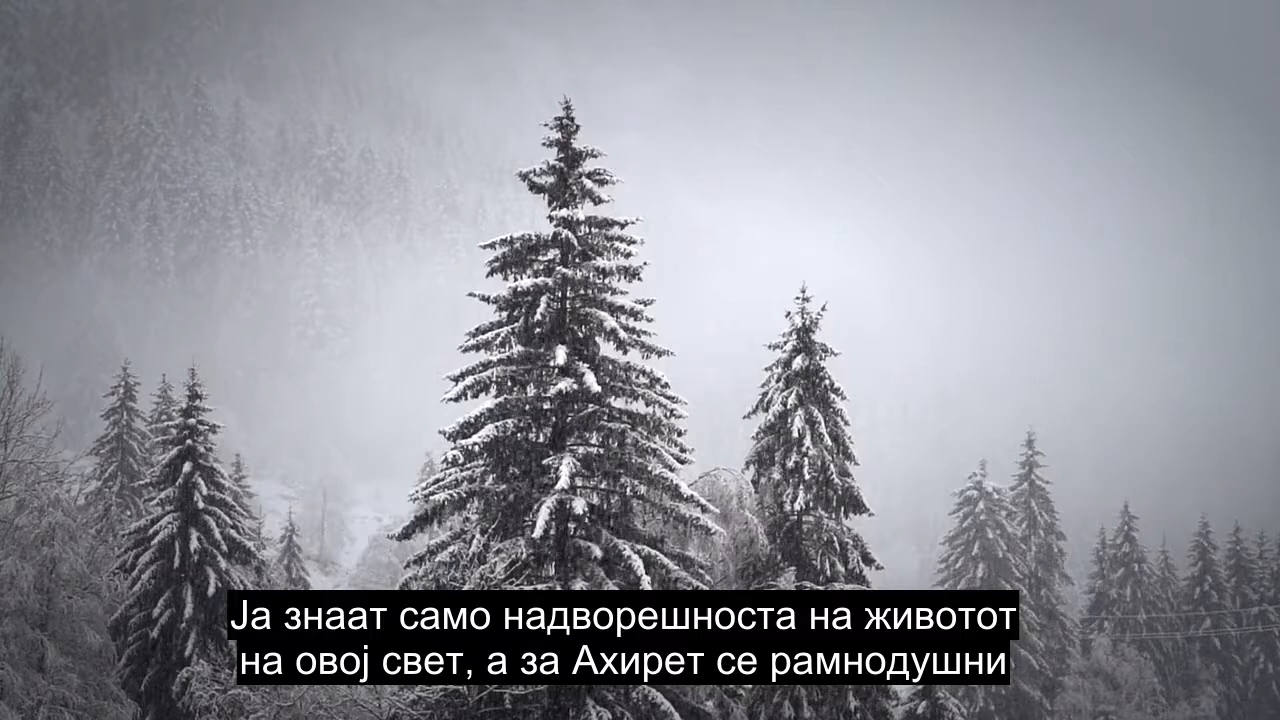 Ја знаат само надворешноста на животот
на овој свет, а за Ахирет се рамнодушни